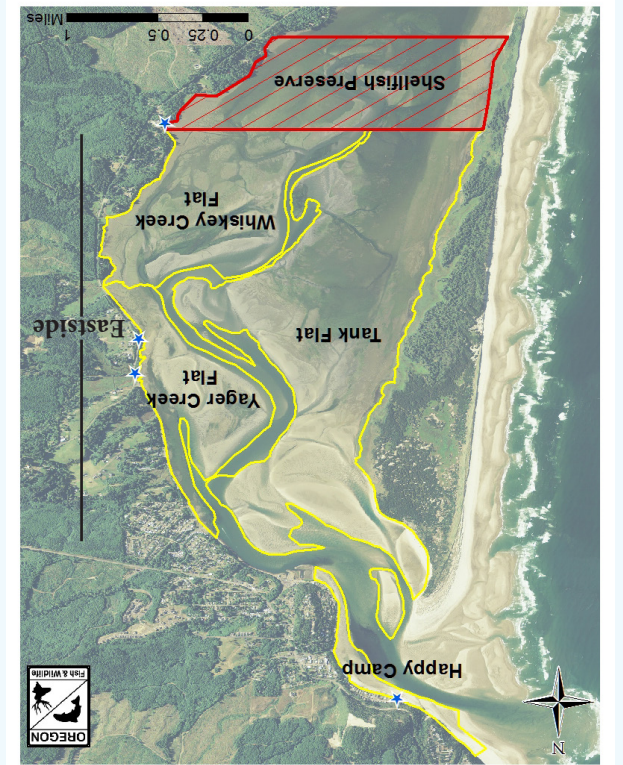 N
OREGON
Fish & Wildlife
Happy Camp
Yager Creek
Flat
Tank Flat
Eastside
Whiskey Creek
Flat
Shellfish Preserve
0 0.25 0.5 1
Miles